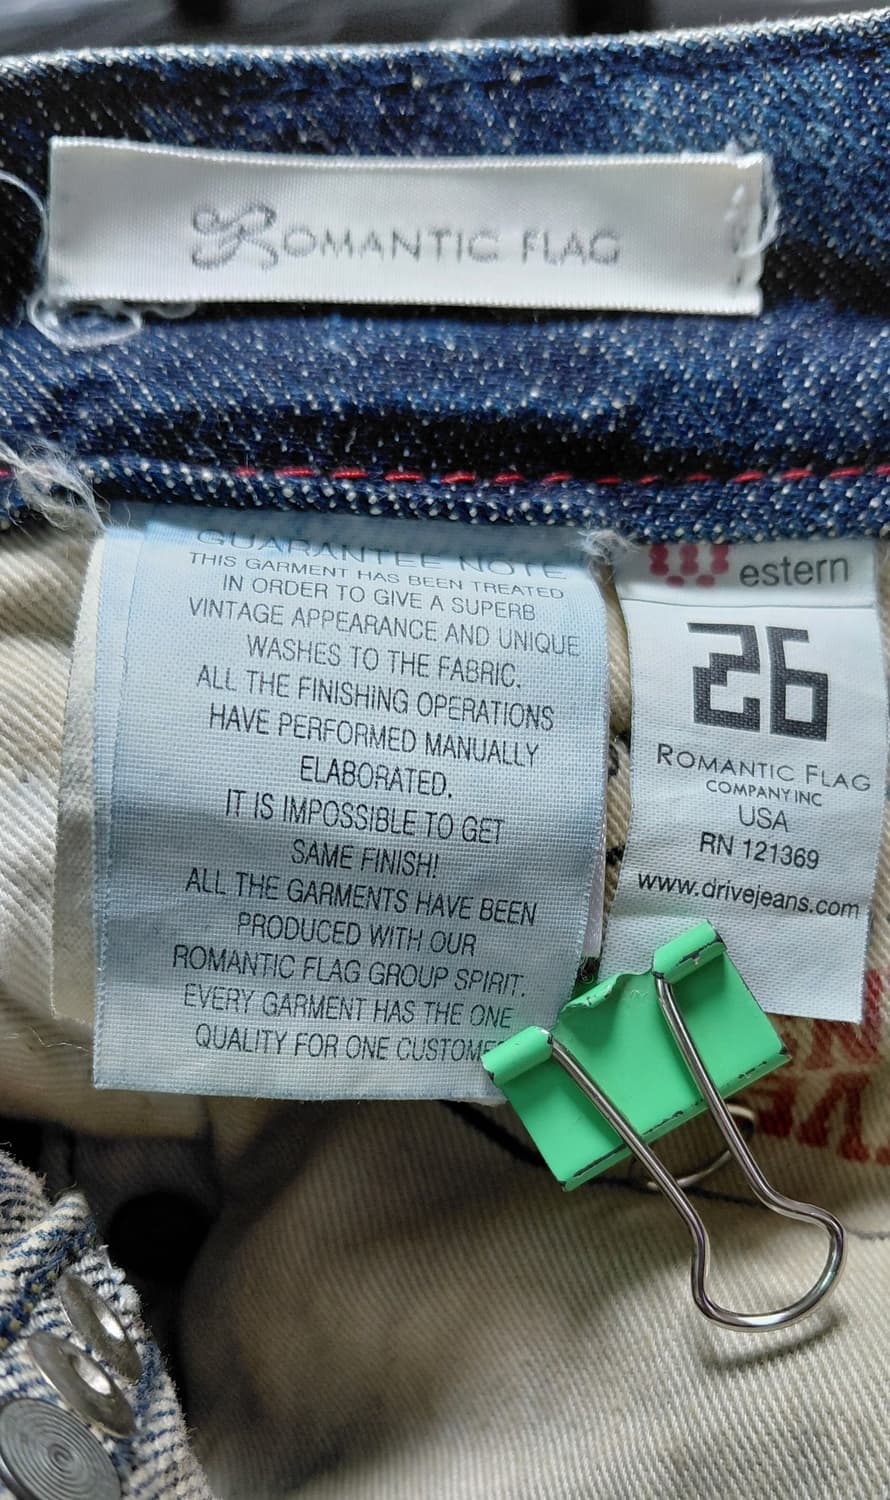 ROMANTIC FLAG
GUARANTEE NOTE
THIS GARMENT HAS BEEN TREATED
IN ORDER TO GIVE A SUPERB
VINTAGE APPEARANCE AND UNIQUE
WASHES TO THE FABRIC.
ALL THE FINISHING OPERATIONS
HAVE PERFORMED MANUALLY
ELABORATED.
IT IS IMPOSSIBLE TO GET
SAME FINISH!
ALL THE GARMENTS HAVE BEEN
PRODUCED WITH OUR
ROMANTIC FLAG GROUP SPIRIT.
EVERY GARMENT HAS THE ONE
QUALITY FOR ONE
estern
26
ROMANTIC FLAG
COMPANY INC
USA
RN 121369
www.drivejeans.com